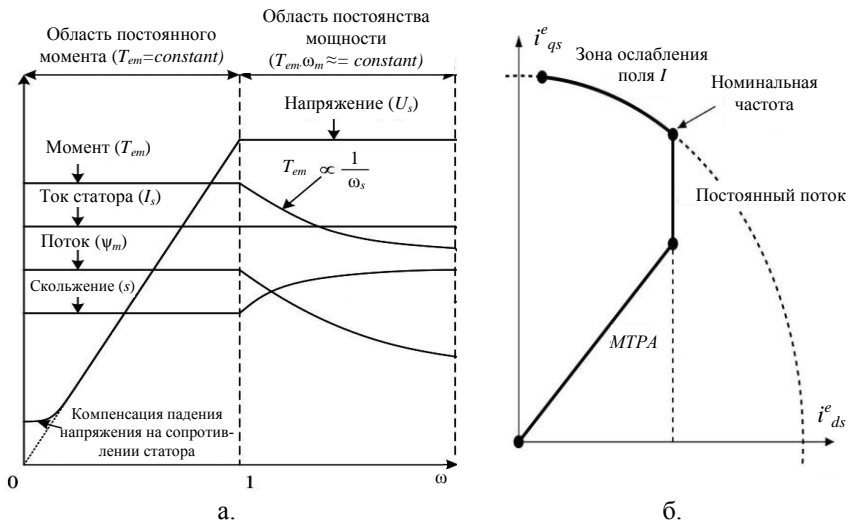 Область постоянного
момента (Tem=constant)
Область постоянства
мощности
(Tem.ωm≈= constant)
Напряжение (Us)
Момент (Tem)
Tem ∝ 1/ωs
Ток статора (Is)
Поток (ψm)
Скольжение (s)
Компенсация падения
напряжения на сопротив-
лении статора
0
1
ω
а.
i^e_qs
Зона ослабления
поля I
Номинальная
частота
Постоянный поток
MTPA
i^e_ds
б.